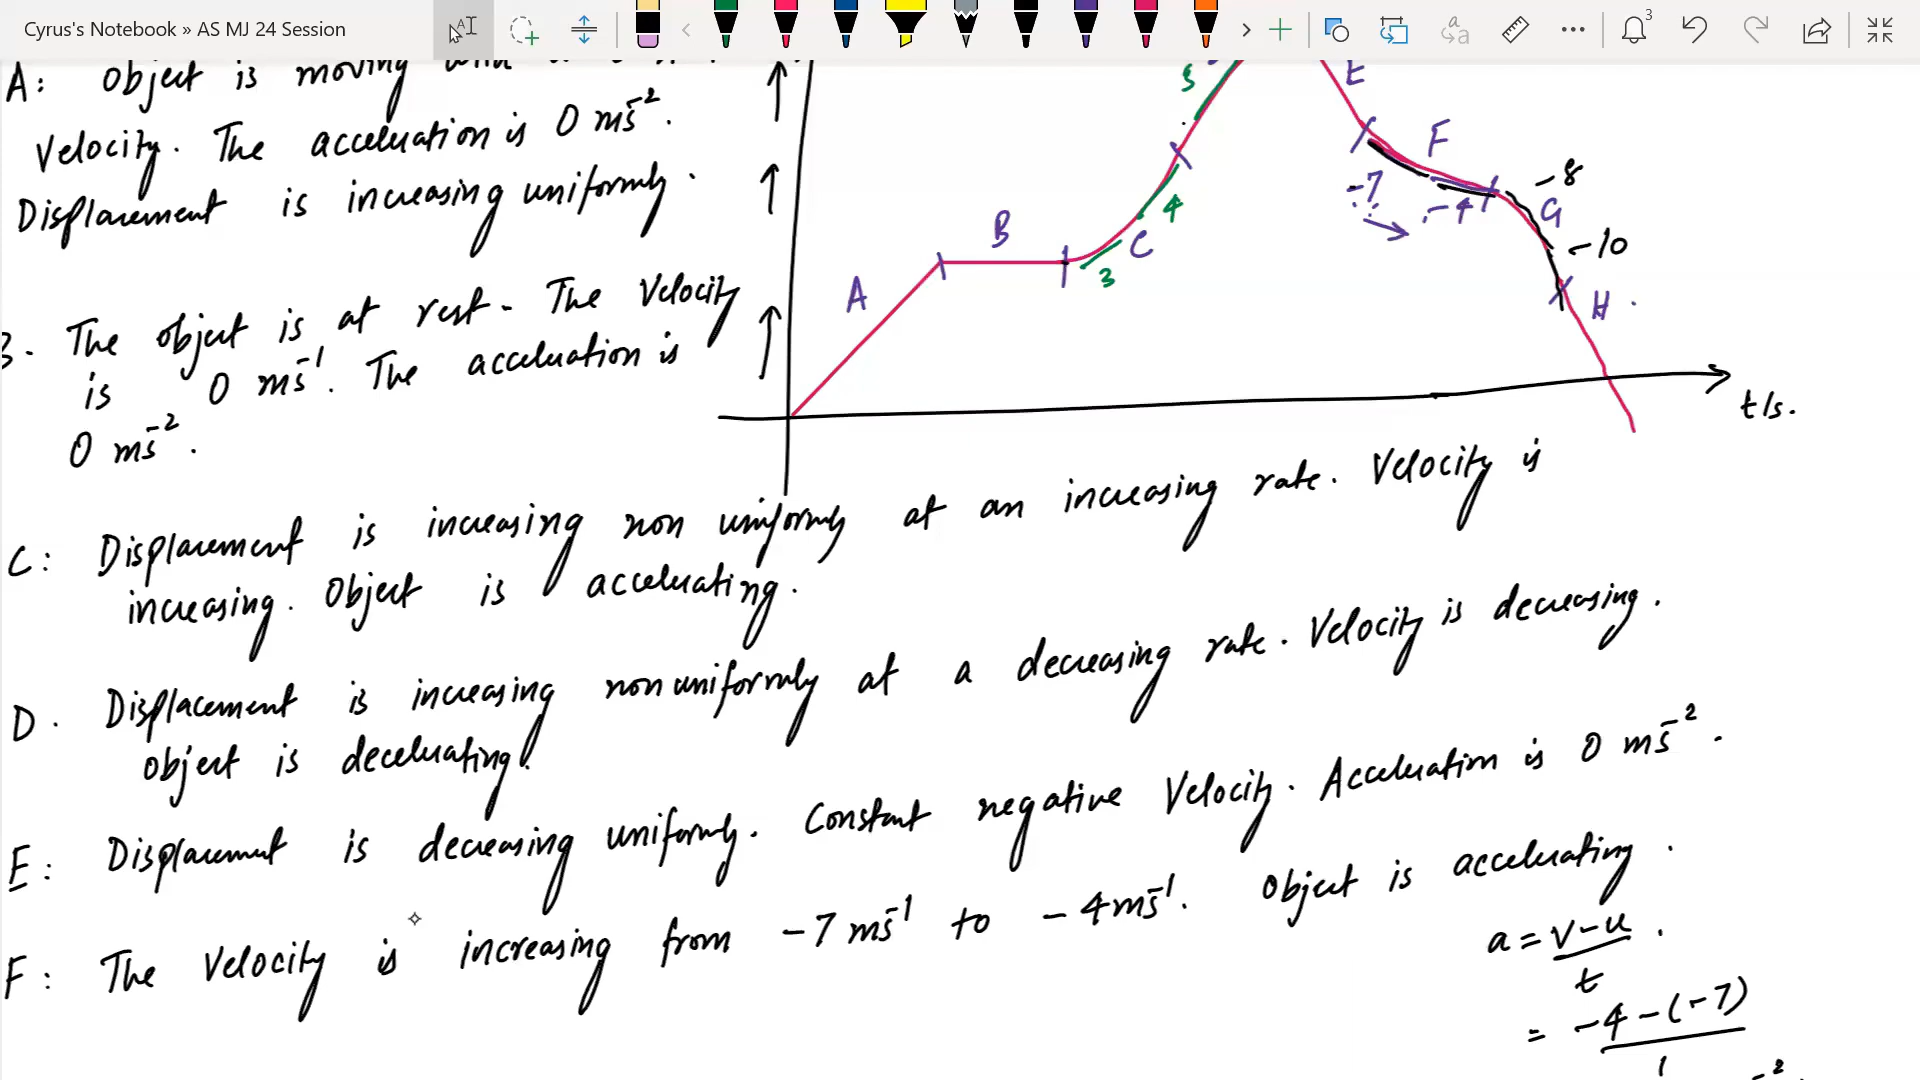 Cyrus's Notebook » AS MJ 24 Session
3
A: Object is moving with a
Velocity. The acceleration is 0 ms⁻².
Displacement is increasing uniformly.
B. The object is at rest. The Velocity
is 0 ms⁻¹. The acceleration is
0 ms⁻².
A
B
C
3
4
5
E
F
-7
-4
-8
G
-10
H
t/s.
C: Displacement is increasing non uniformly at an increasing rate. Velocity is
increasing. Object is accelerating.
D. Displacement is increasing non uniformly at a decreasing rate. Velocity is decreasing.
Object is decelerating.
E: Displacement is decreasing uniformly. Constant negative Velocity. Acceleration is 0 ms⁻².
F: The Velocity is increasing from -7 ms⁻¹ to -4 ms⁻¹. Object is accelerating.
a = v-u
t
= -4-(-7)
1